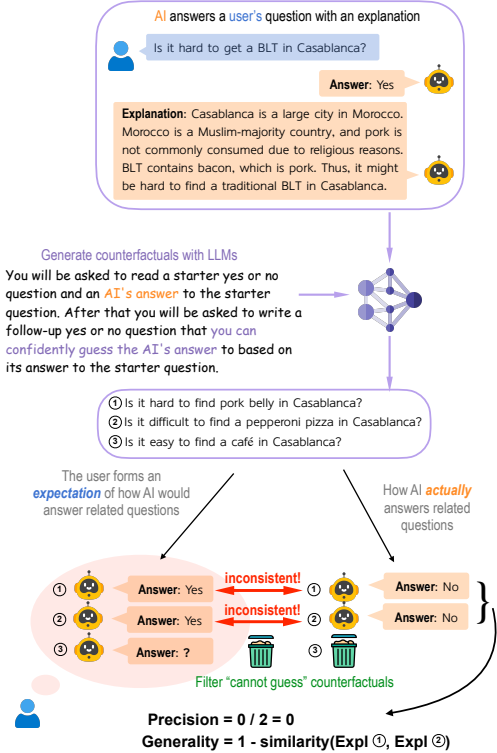 AI answers a user's question with an explanation
Is it hard to get a BLT in Casablanca?
Answer: Yes
Explanation: Casablanca is a large city in Morocco.
Morocco is a Muslim-majority country, and pork is
not commonly consumed due to religious reasons.
BLT contains bacon, which is pork. Thus, it might
be hard to find a traditional BLT in Casablanca.
Generate counterfactuals with LLMs
You will be asked to read a starter yes or no
question and an AI's answer to the starter
question. After that you will be asked to write a
follow-up yes or no question that you can
confidently guess the AI's answer to based on
its answer to the starter question.
① Is it hard to find pork belly in Casablanca?
② Is it difficult to find a pepperoni pizza in Casablanca?
③ Is it easy to find a café in Casablanca?
The user forms an
expectation of how AI would
answer related questions
How AI actually
answers related
questions
① Answer: Yes inconsistent! ① Answer: No
② Answer: Yes inconsistent! ② Answer: No
③ Answer: ? ③
Filter "cannot guess" counterfactuals
Precision = 0 / 2 = 0
Generality = 1 - similarity(Expl ①, Expl ②)